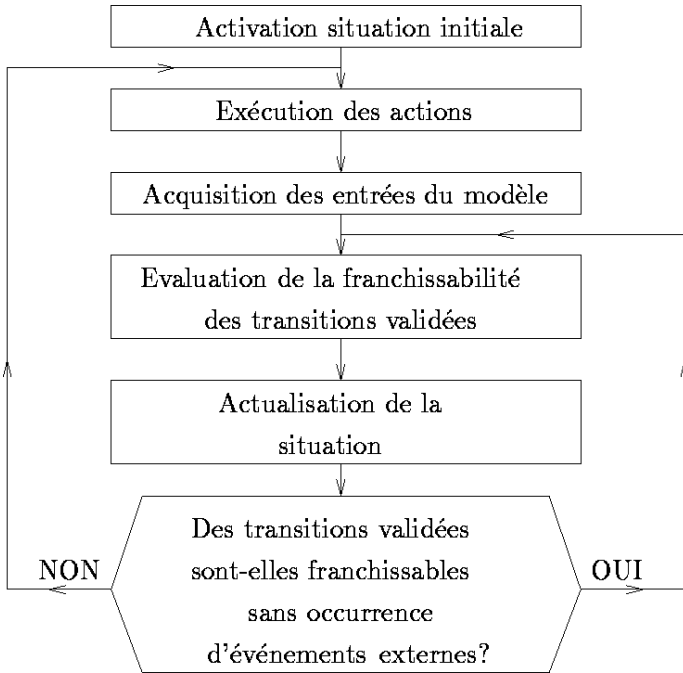 Activation situation initiale
Exécution des actions
Acquisition des entrées du modèle
Evaluation de la franchissabilité
des transitions validées
Actualisation de la
situation
Des transitions validées
sont-elles franchissables
sans occurrence
d'événements externes?
NON
OUI